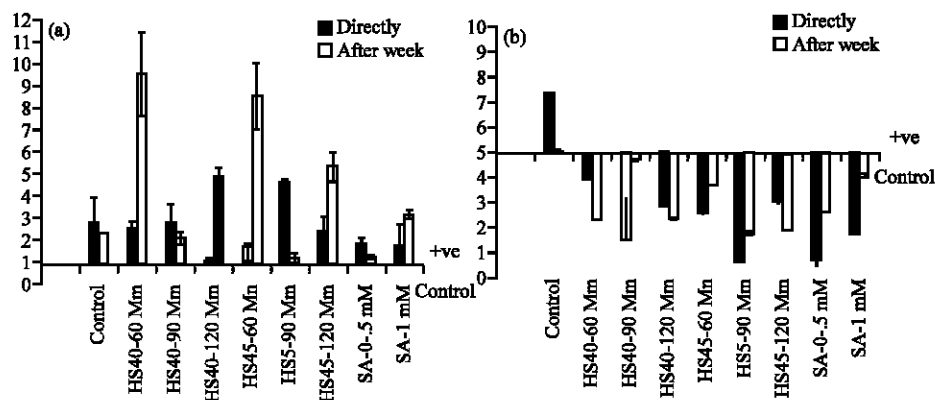 (a)
Directly
After week
12
11
10
9
8
7
6
5
4
3
2
1
1
0
+ve
Control
Control
HS40-60 Mm
HS40-90 Mm
HS40-120 Mm
HS45-60 Mn
HS5-90 Mm
HS45-120 Mm
SA-0-.5 mM
SA-1 mM
(b)
Directly
After week
10
9
8
7
6
5
4
3
2
1
0
+ve
Control
Control
HS40-60 Mm
HS40-90 Mm
HS40-120 Mm
HS45-60 Mn
HS5-90 Mm
HS45-120 Mm
SA-0-.5 mM
SA-1 mM